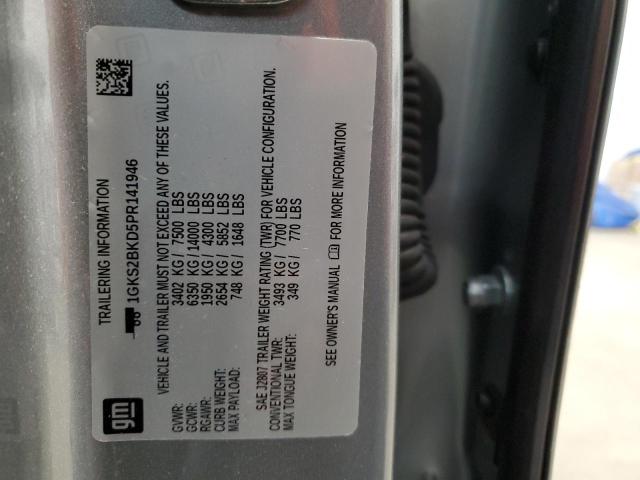 gm
TRAILERING INFORMATION
1GKS2BKD5PR141946
VEHICLE AND TRAILER MUST NOT EXCEED ANY OF THESE VALUES.
GVWR: 3402 KG / 7500 LBS
GCWR: 6350 KG / 14000 LBS
RGAWR: 1950 KG / 4300 LBS
CURB WEIGHT: 2654 KG / 5852 LBS
MAX PAYLOAD: 748 KG / 1648 LBS
SAE J2807 TRAILER WEIGHT RATING (TWR) FOR VEHICLE CONFIGURATION.
CONVENTIONAL TWR: 3493 KG / 7700 LBS
MAX TONGUE WEIGHT: 349 KG / 770 LBS
SEE OWNER'S MANUAL FOR MORE INFORMATION